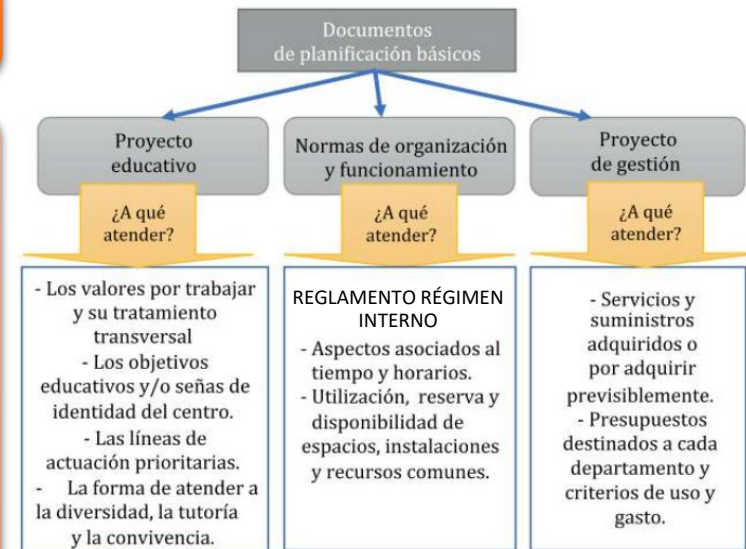 Documentos
de planificación básicos
Proyecto
educativo
Normas de organización
y funcionamiento
Proyecto
de gestión
¿A qué
atender?
¿A qué
atender?
¿A qué
atender?
- Los valores por trabajar
y su tratamiento
transversal
- Los objetivos
educativos y/o señas de
identidad del centro.
- Las líneas de
actuación prioritarias.
- La forma de atender a
la diversidad, la tutoría
y la convivencia.
REGLAMENTO RÉGIMEN
INTERNO
- Aspectos asociados al
tiempo y horarios.
- Utilización, reserva y
disponibilidad de
espacios, instalaciones
y recursos comunes.
- Servicios y
suministros
adquiridos o
por adquirir
previsiblemente.
- Presupuestos
destinados a cada
departamento y
criterios de uso y
gasto.